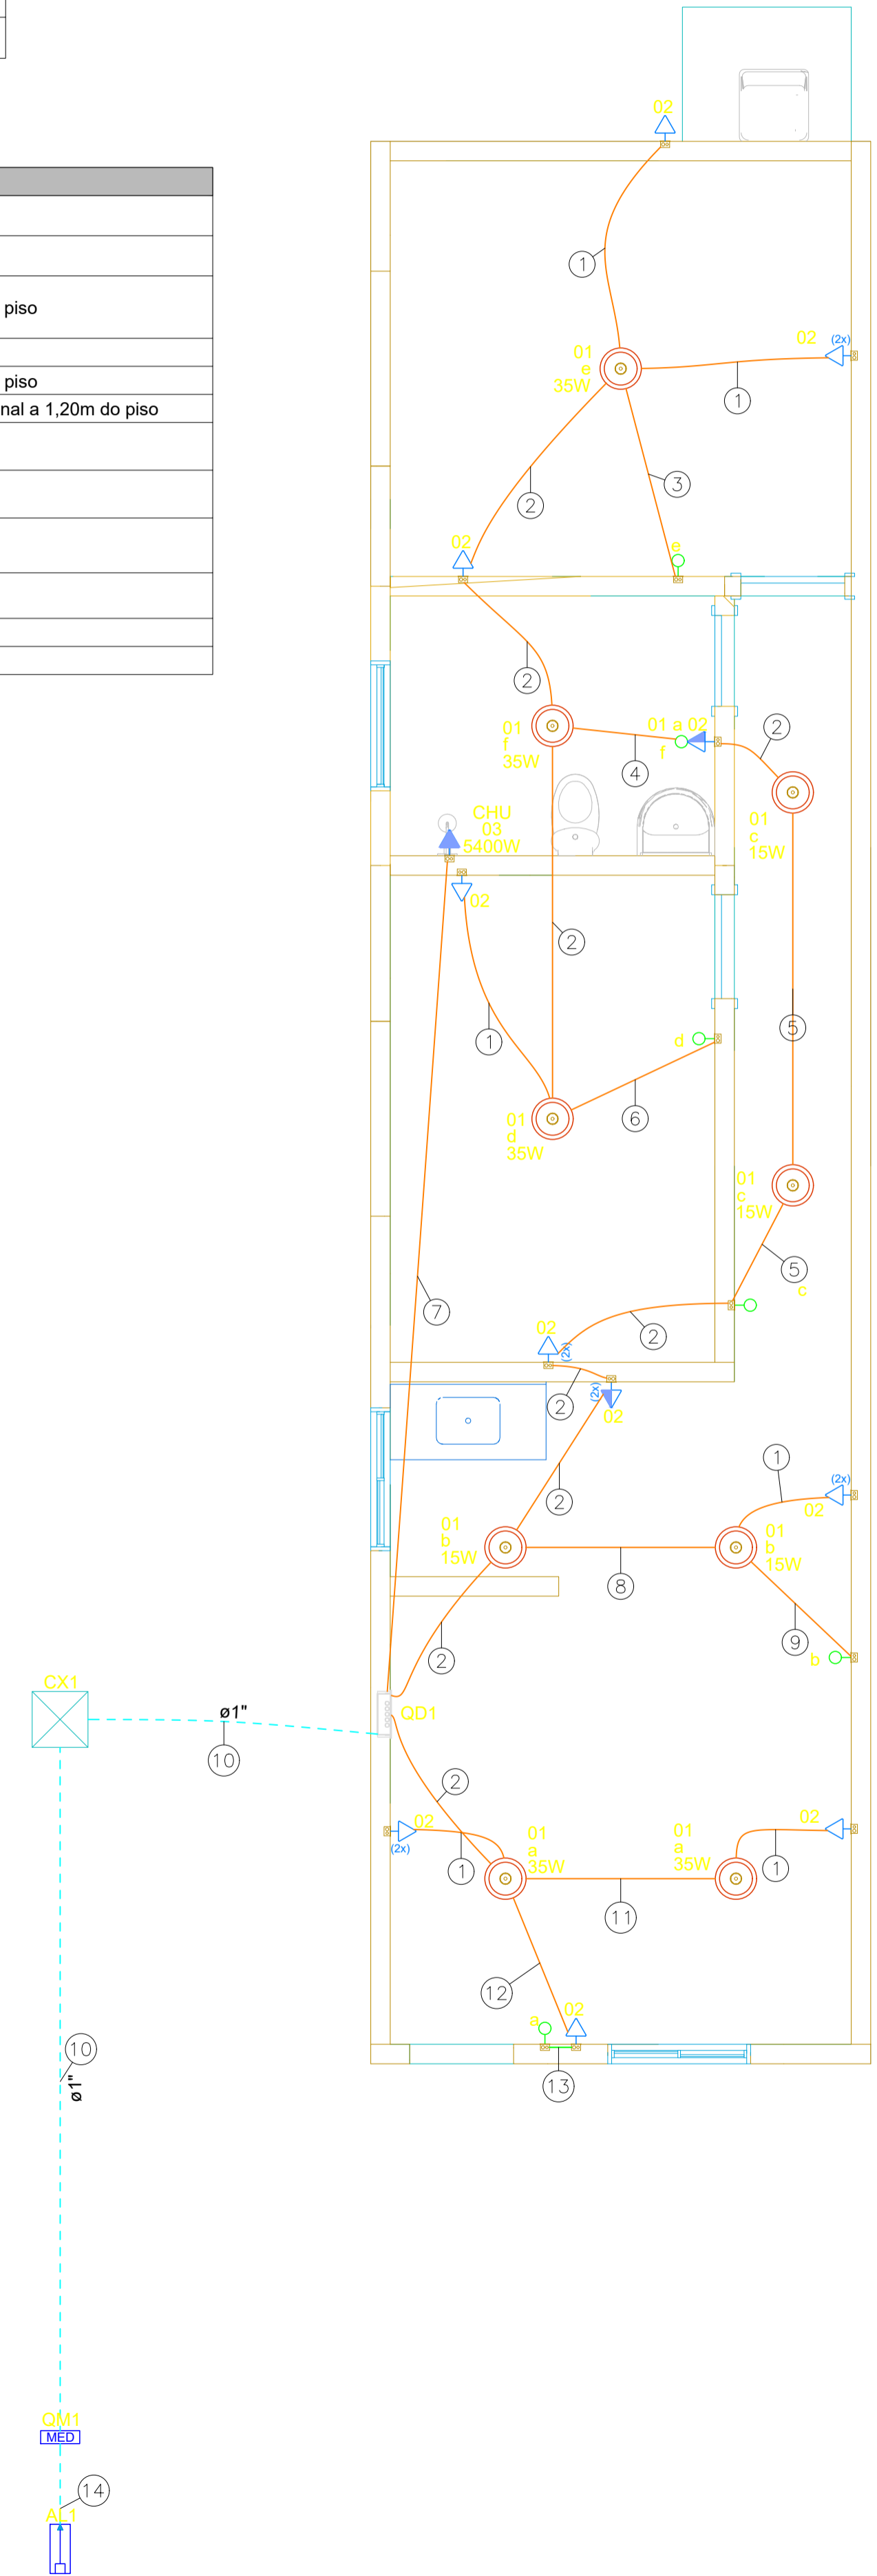 piso
piso
nal a 1,20m do piso
02
1
01
e
35W
02
(2x)
1
2
3
02
e
2
01
f
35W
01 a 02
f
4
2
CHU
03
5400W
01
c
15W
02
2
1
5
d
6
01
d
35W
01
c
15W
5
c
7
2
02
(2x)
2
(2x)
02
2
1
(2x)
02
01
b
15W
01
b
15W
8
9
b
2
CX1
ø1"
10
QD1
2
02
(2x)
1
01
a
35W
01
a
35W
02
1
11
12
a
02
13
10
ø1"
QM1
MED
14
AL1